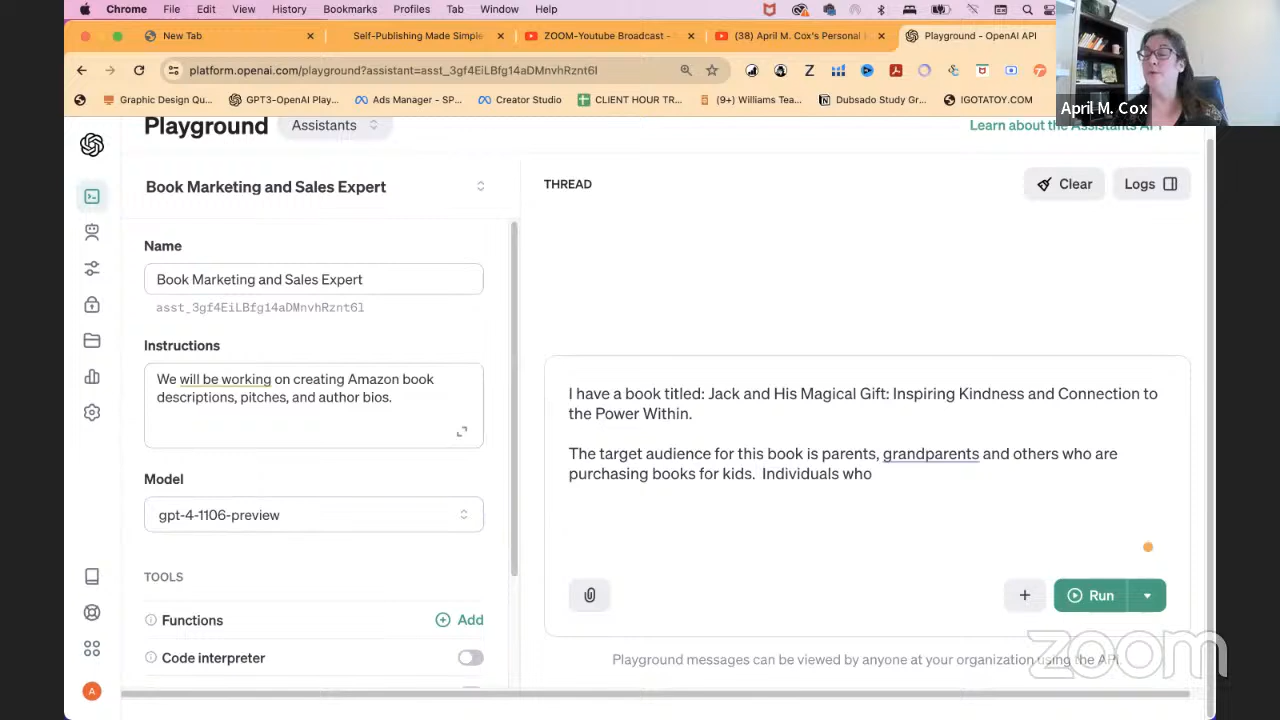 Chrome File Edit View History Bookmarks Profiles Tab Window Help
New Tab
Self-Publishing Made Simple
ZOOM-Youtube Broadcast -
(38) April M. Cox's Personal
Playground - OpenAI API
platform.openai.com/playground?assistant=asst_3gf4EiLBfg14aDMnvhRznt6l
Graphic Design Qu...
GPT3-OpenAI Play...
Ads Manager - SP...
Creator Studio
CLIENT HOUR TR...
(9+) Williams Tea...
Dubsado Study Gr...
IGOTATOY.COM
April M. Cox
Playground
Assistants
Learn about the Assistants API
Book Marketing and Sales Expert
THREAD
Clear
Logs
Name
Book Marketing and Sales Expert
asst_3gf4EiLBfg14aDMnvhRznt6l
Instructions
We will be working on creating Amazon book
descriptions, pitches, and author bios.
I have a book titled: Jack and His Magical Gift: Inspiring Kindness and Connection to
the Power Within.
The target audience for this book is parents, grandparents and others who are
purchasing books for kids. Individuals who
Model
gpt-4-1106-preview
TOOLS
Functions
Add
Code interpreter
Run
Playground messages can be viewed by anyone at your organization using the API.
zoom
A